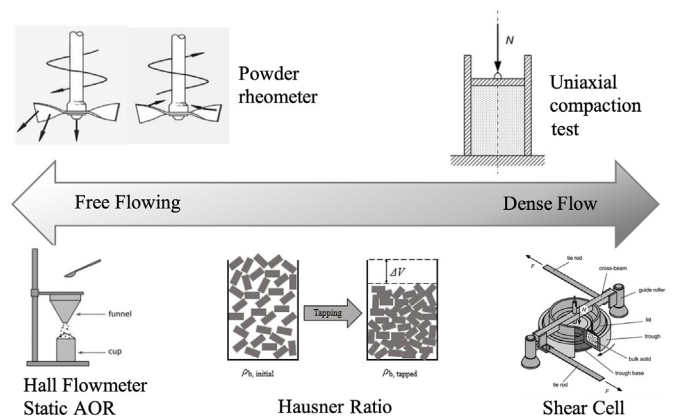 Powder
rheometer
N
Uniaxial
compaction
test
Free Flowing
Dense Flow
funnel
cup
Hall Flowmeter
Static AOR
Tapping
ΔV
ρb, initial
ρb, tapped
Hausner Ratio
tie rod
F
cross-beam
guide roller
N
lid
trough
bulk solid
trough base
tie rod
F
Shear Cell